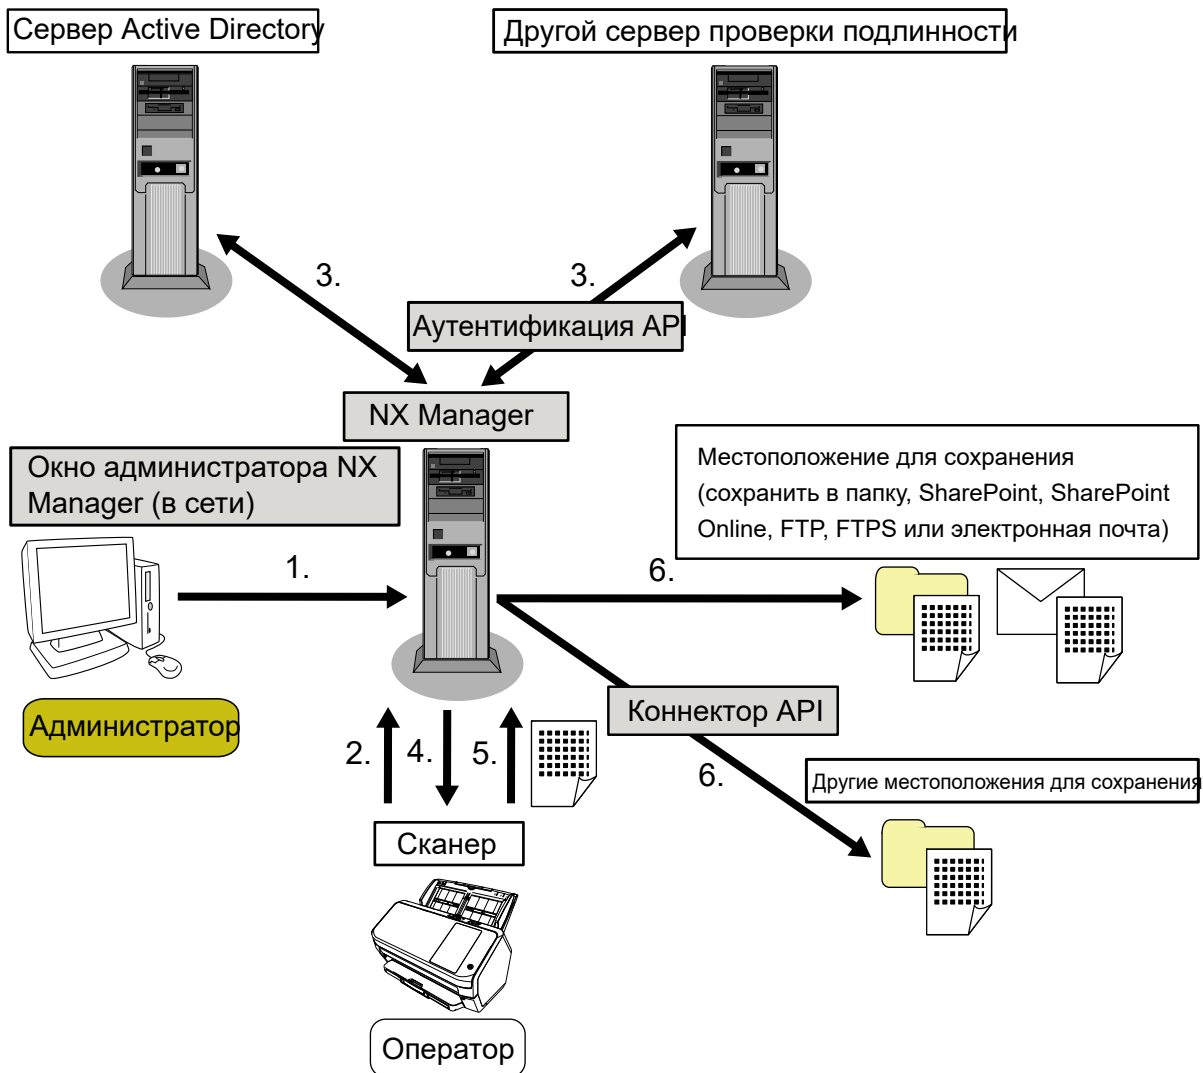 Сервер Active Directory
Другой сервер проверки подлинности
3.
3.
Аутентификация API
NX Manager
Окно администратора NX
Manager (в сети)
Местоположение для сохранения
(сохранить в папку, SharePoint, SharePoint
Online, FTP, FTPS или электронная почта)
1.
6.
Администратор
Коннектор API
2.
4.
5.
6.
Другие местоположения для сохранения
Сканер
Оператор